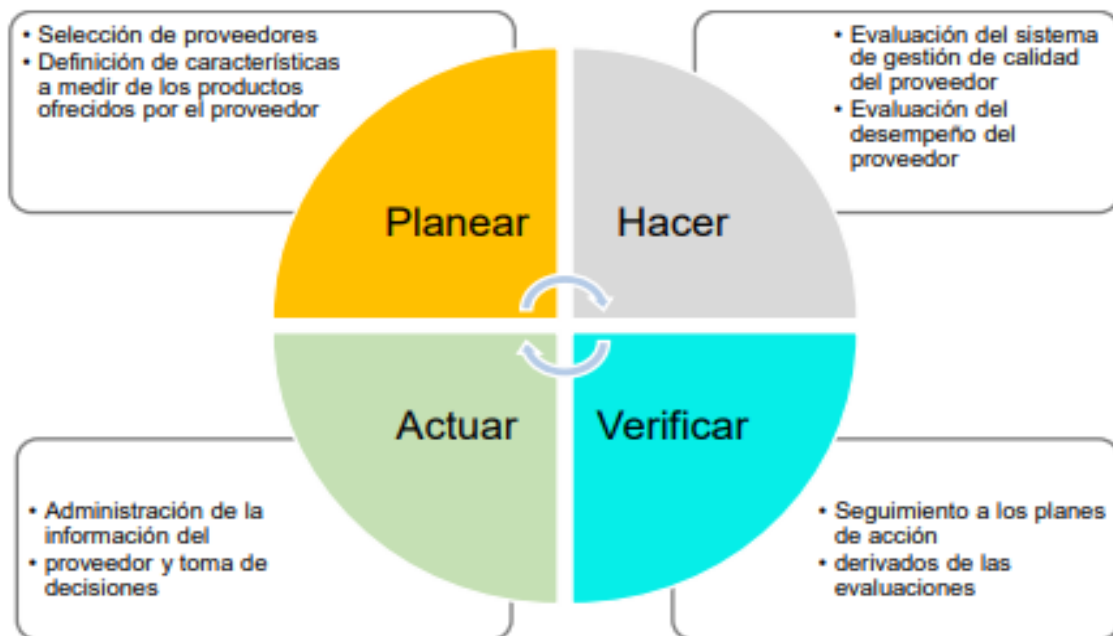 • Selección de proveedores
• Definición de características
a medir de los productos
ofrecidos por el proveedor
• Evaluación del sistema
de gestión de calidad
del proveedor
• Evaluación del
desempeño del
proveedor
Planear
Hacer
Actuar
Verificar
• Administración de la
información del
• proveedor y toma de
decisiones
• Seguimiento a los planes
de acción
• derivados de las
evaluaciones